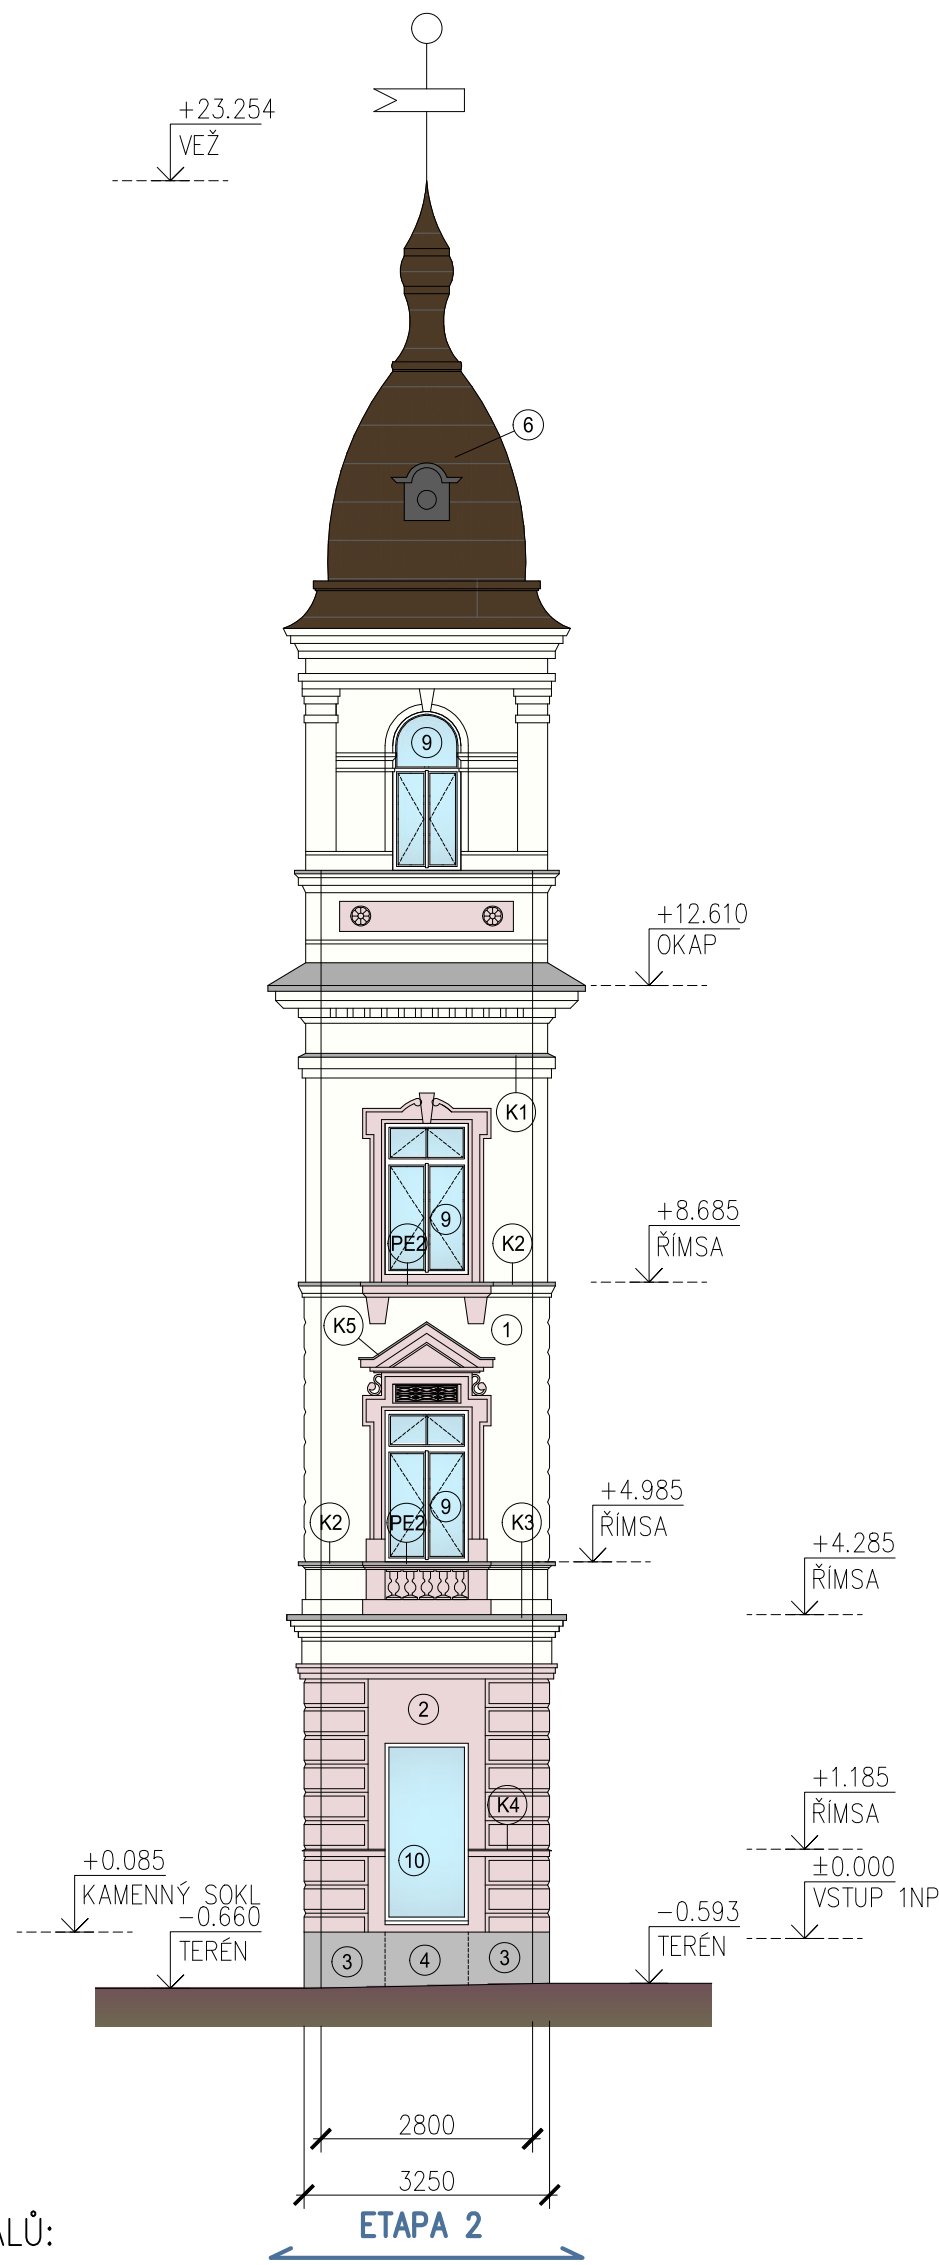 +23.254
VEŽ
6
9
+12.610
OKAP
K1
+8.685
ŘÍMSA
9
PE2
K2
K5
1
+4.985
ŘÍMSA
9
K2
PE2
K3
+4.285
ŘÍMSA
2
+1.185
ŘÍMSA
K4
10
+0.085
KAMENNÝ SOKL
±0.000
VSTUP 1NP
-0.660
TERÉN
-0.593
TERÉN
3
4
3
2800
3250
ETAPA 2
ALŮ: